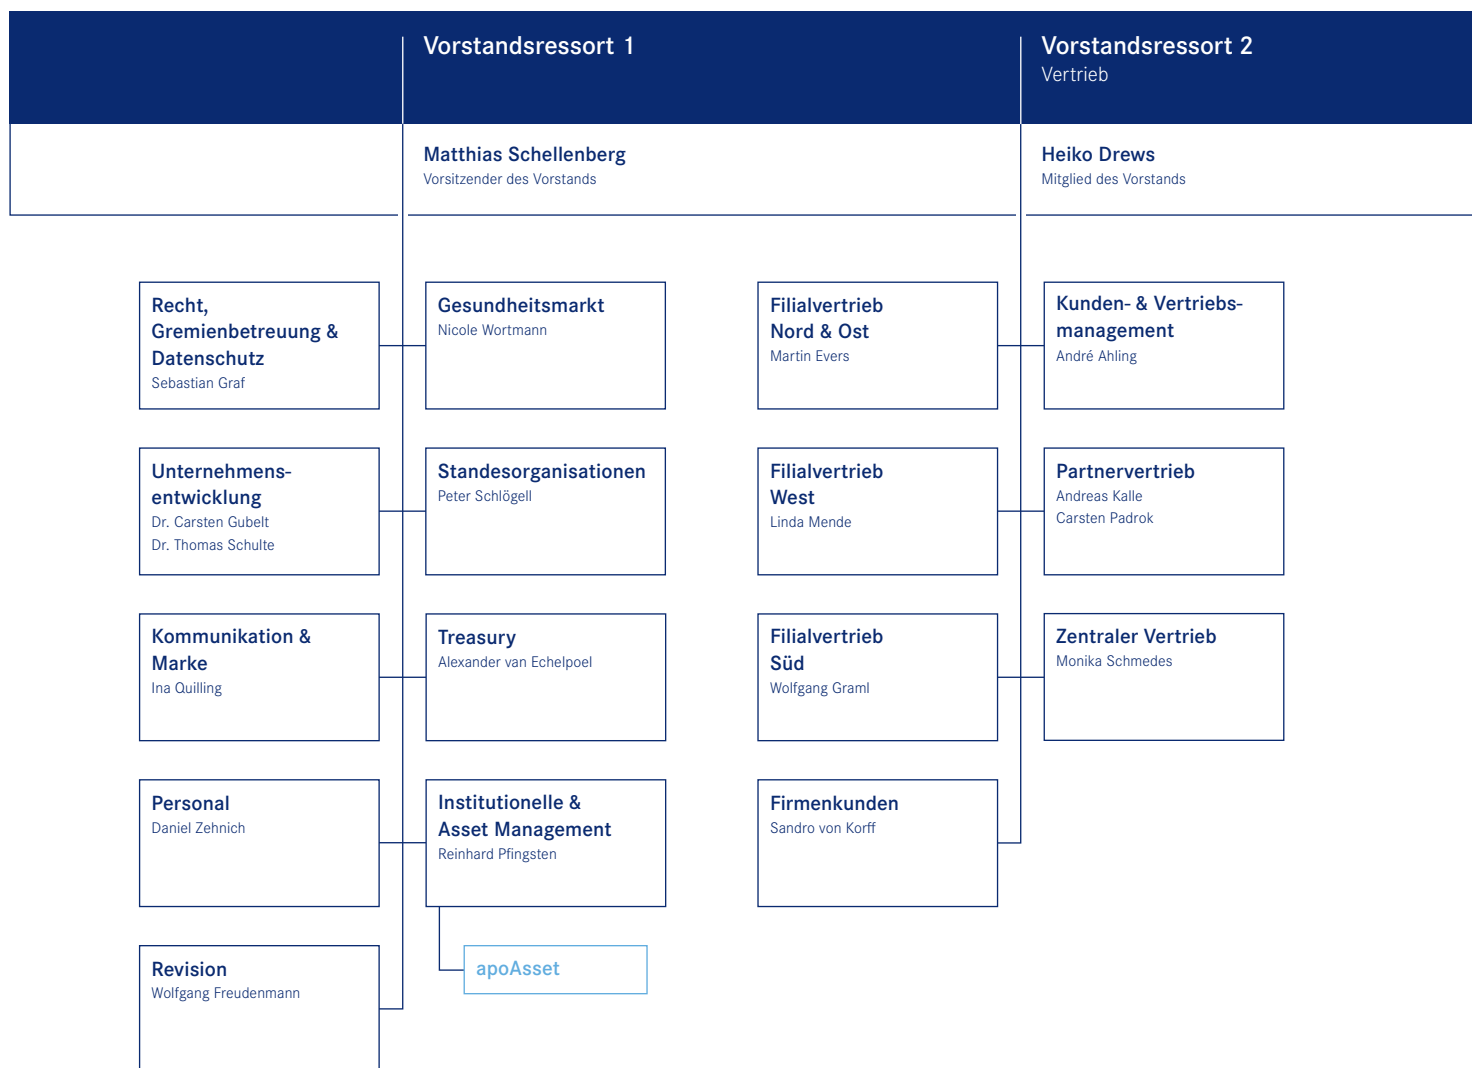 Vorstandsressort 1
Matthias Schellenberg
Vorsitzender des Vorstands
Recht,
Gremienbetreuung &
Datenschutz
Sebastian Graf
Gesundheitsmarkt
Nicole Wortmann
Unternehmens-
entwicklung
Dr. Carsten Gubelt
Dr. Thomas Schulte
Standesorganisationen
Peter Schlögell
Kommunikation &
Marke
Ina Quilling
Treasury
Alexander van Echelpoel
Personal
Daniel Zehnich
Institutionelle &
Asset Management
Reinhard Pfingsten
apoAsset
Revision
Wolfgang Freudenmann
Vorstandsressort 2
Vertrieb
Heiko Drews
Mitglied des Vorstands
Filialvertrieb
Nord & Ost
Martin Evers
Kunden- & Vertriebs-
management
André Ahling
Filialvertrieb
West
Linda Mende
Partnervertrieb
Andreas Kalle
Carsten Padrok
Filialvertrieb
Süd
Wolfgang Graml
Zentraler Vertrieb
Monika Schmedes
Firmenkunden
Sandro von Korff